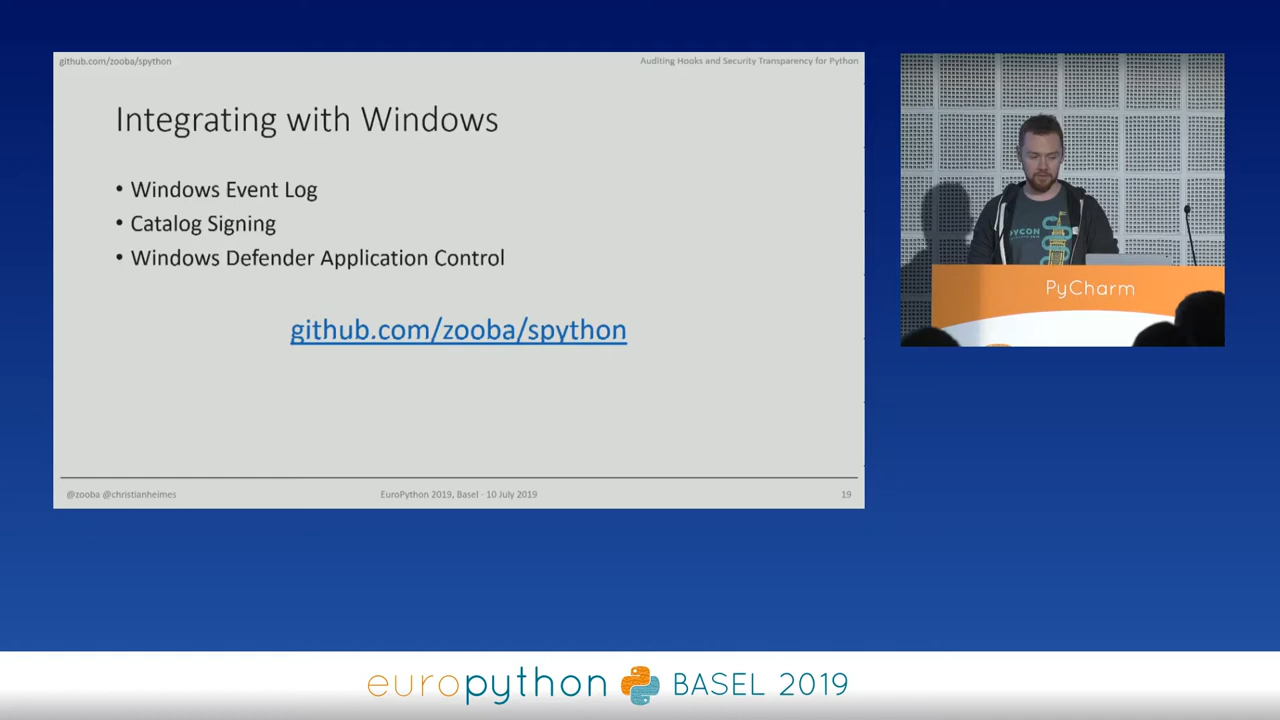 github.com/zooba/spython
Auditing Hooks and Security Transparency for Python
Integrating with Windows
• Windows Event Log
• Catalog Signing
• Windows Defender Application Control
github.com/zooba/spython
@zooba @christianheimes
EuroPython 2019, Basel - 10 July 2019
19
PYCON
PyCharm
europython BASEL 2019